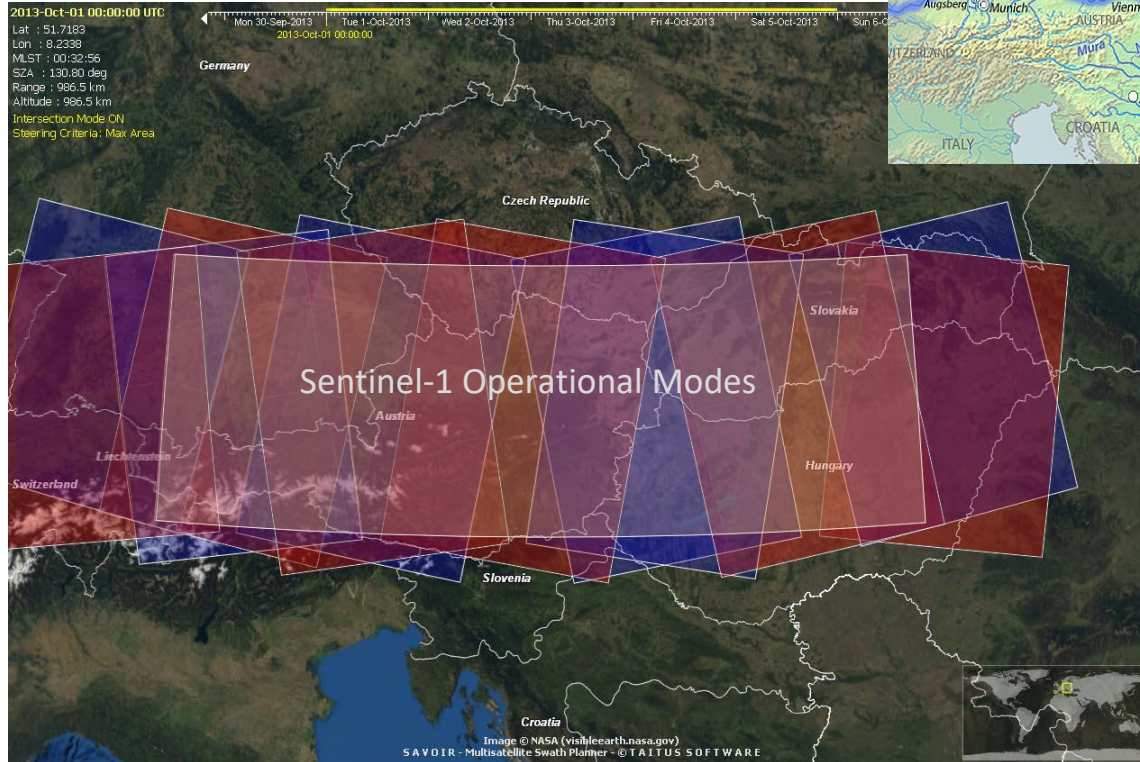 2013-Oct-01 00:00:00 UTC
Lat : 51.7183
Lon : 8.2338
MLST : 00:32:56
SZA : 130.80 deg
Range : 986.5 km
Altitude : 986.5 km
Intersection Mode ON
Steering Criteria: Max Area
Mon 30-Sep-2013
Tue 1-Oct-2013
Wed 2-Oct-2013
Thu 3-Oct-2013
Fri 4-Oct-2013
Sat 5-Oct-2013
Sun 6-O
2013-Oct-01 00:00:00
Augsberg
Munich
Vienn
AUSTRIA
ITZERLAND
Mura
CROATIA
ITALY
Germany
Czech Republic
Slovakia
Sentinel-1 Operational Modes
Austria
Liechtenstein
Hungary
Switzerland
Slovenia
Croatia
Image © NASA (visibleearth.nasa.gov)
SAVOIR - Multisatellite Swath Planner - © TAITUS SOFTWARE